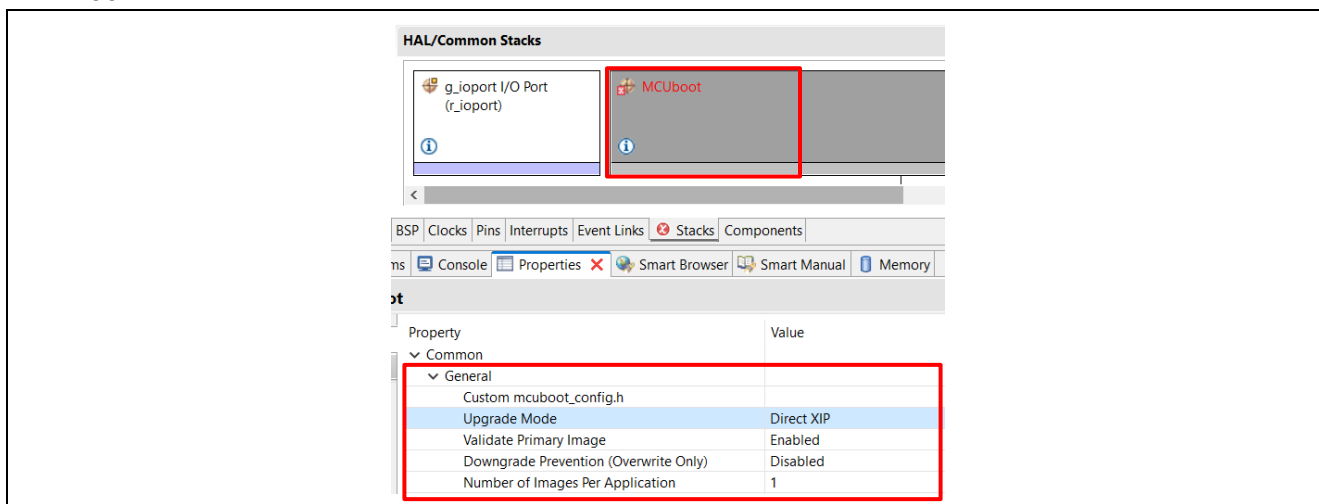 HAL/Common Stacks
g_ioport I/O Port
(r_ioport)
MCUboot
BSP Clocks Pins Interrupts Event Links Stacks Components
ms Console Properties Smart Browser Smart Manual Memory
ot
Property Value
Common
General
Custom mcuboot_config.h
Upgrade Mode Direct XIP
Validate Primary Image Enabled
Downgrade Prevention (Overwrite Only) Disabled
Number of Images Per Application 1